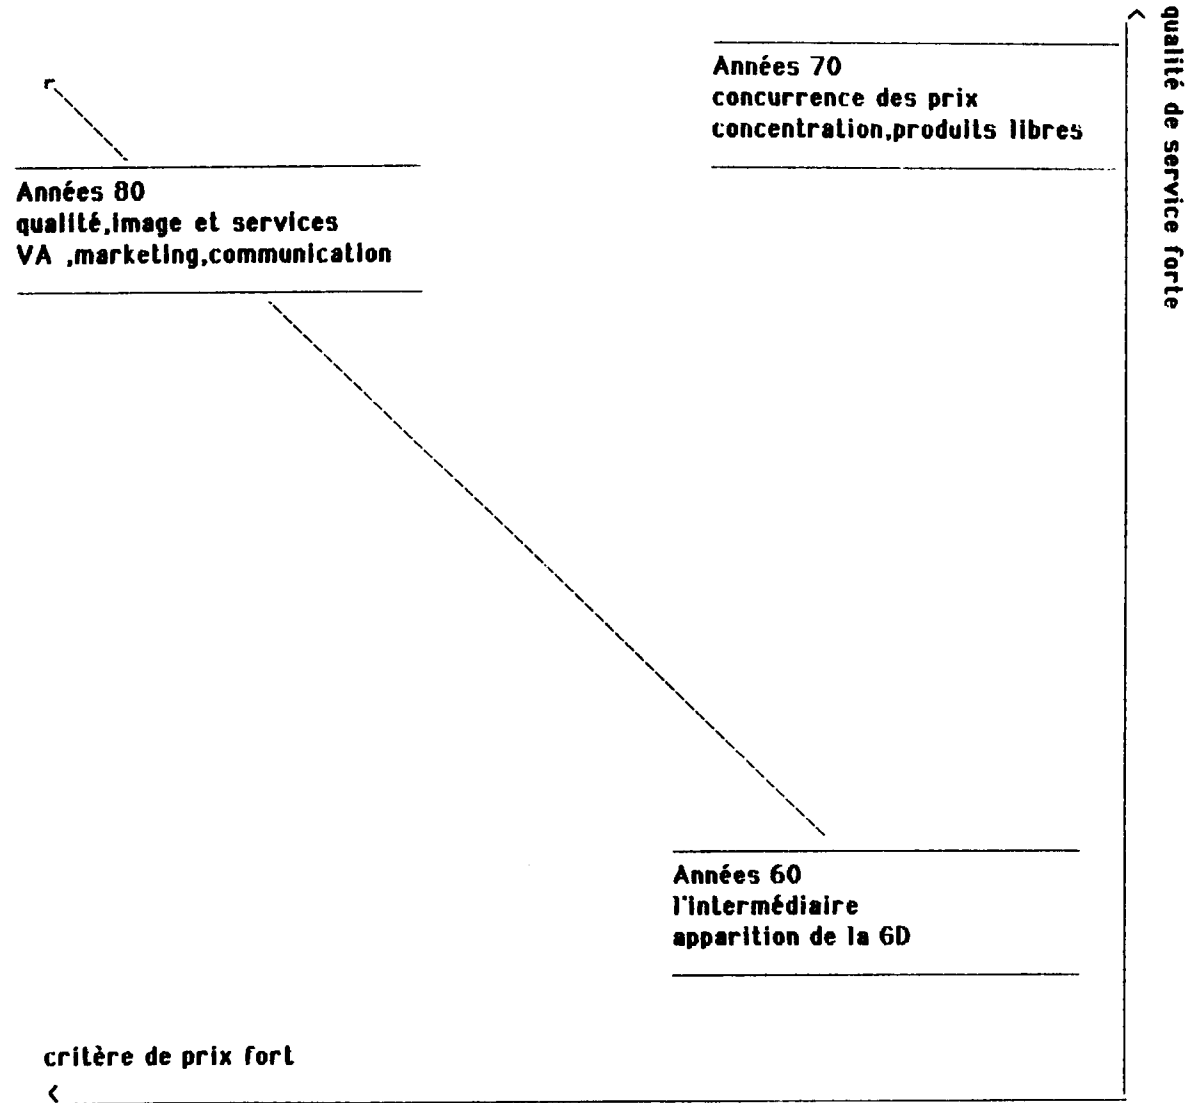 qualité de service forte
Années 70
concurrence des prix
concentration,produits libres
Années 80
qualité,image et services
VA ,marketing,communication
Années 60
l'intermédiaire
apparition de la GD
critère de prix fort